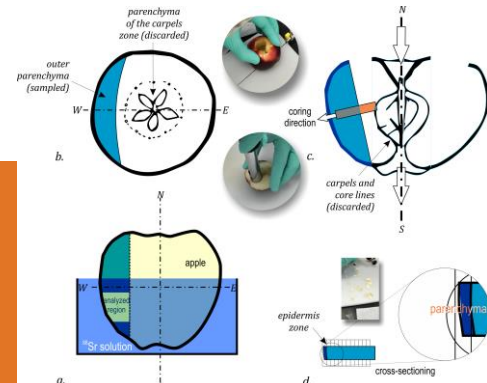 parenchyma
of the carpels
zone (discarded)
outer
parenchyma
(sampled)
W
E
b.
N
coring
direction
c.
carpels and
core lines
(discarded)
S
N
apple
W
E
analyzed
region
Sr solution
a.
epidermis
zone
parenchyma
cross-sectioning
d.